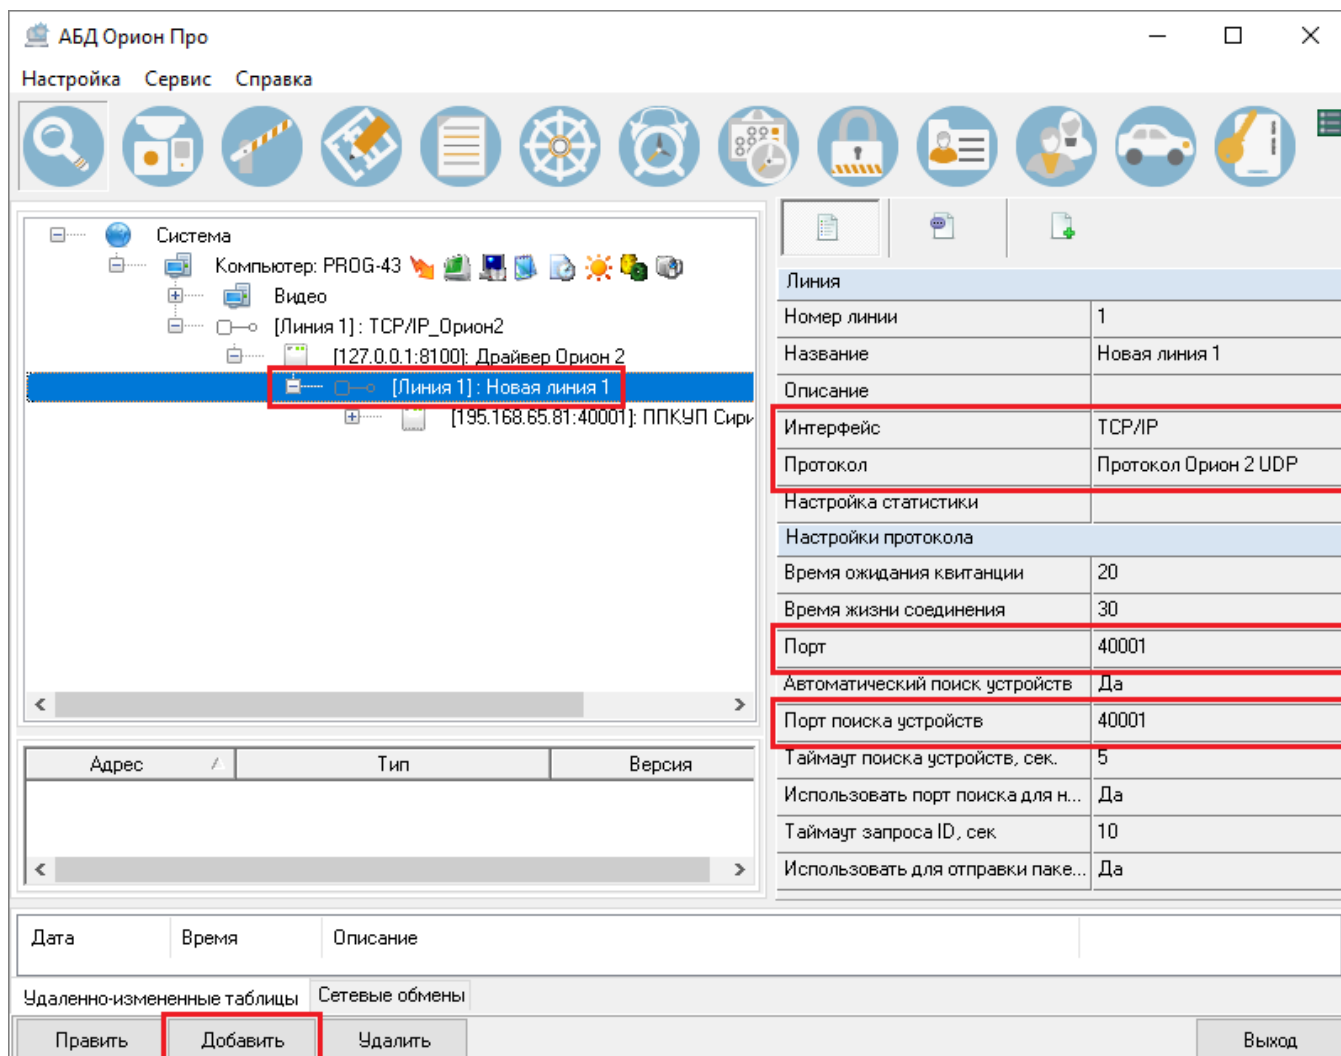 АБД Орион Про
Настройка Сервис Справка
Система
Компьютер: PROG-43
Видео
[Линия 1] : TCP/IP_Орион2
[127.0.0.1:8100]: Драйвер Орион 2
[Линия 1] : Новая линия 1
[195.168.65.81:40001]: ППКУП Сири
Адрес Тип Версия
Линия
Номер линии 1
Название Новая линия 1
Описание
Интерфейс TCP/IP
Протокол Протокол Орион 2 UDP
Настройка статистики
Настройки протокола
Время ожидания квитанции 20
Время жизни соединения 30
Порт 40001
Автоматический поиск устройств Да
Порт поиска устройств 40001
Таймаут поиска устройств, сек. 5
Использовать порт поиска для н... Да
Таймаут запроса ID, сек 10
Использовать для отправки паке... Да
Дата Время Описание
Удаленно-измененные таблицы Сетевые обмены
Править Добавить Удалить Выход